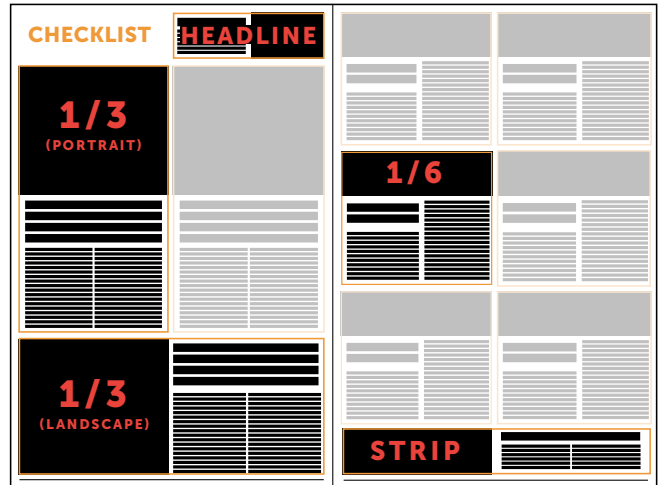 CHECKLIST
HEADLINE
1/3
(PORTRAIT)
1/3
(LANDSCAPE)
1/6
STRIP